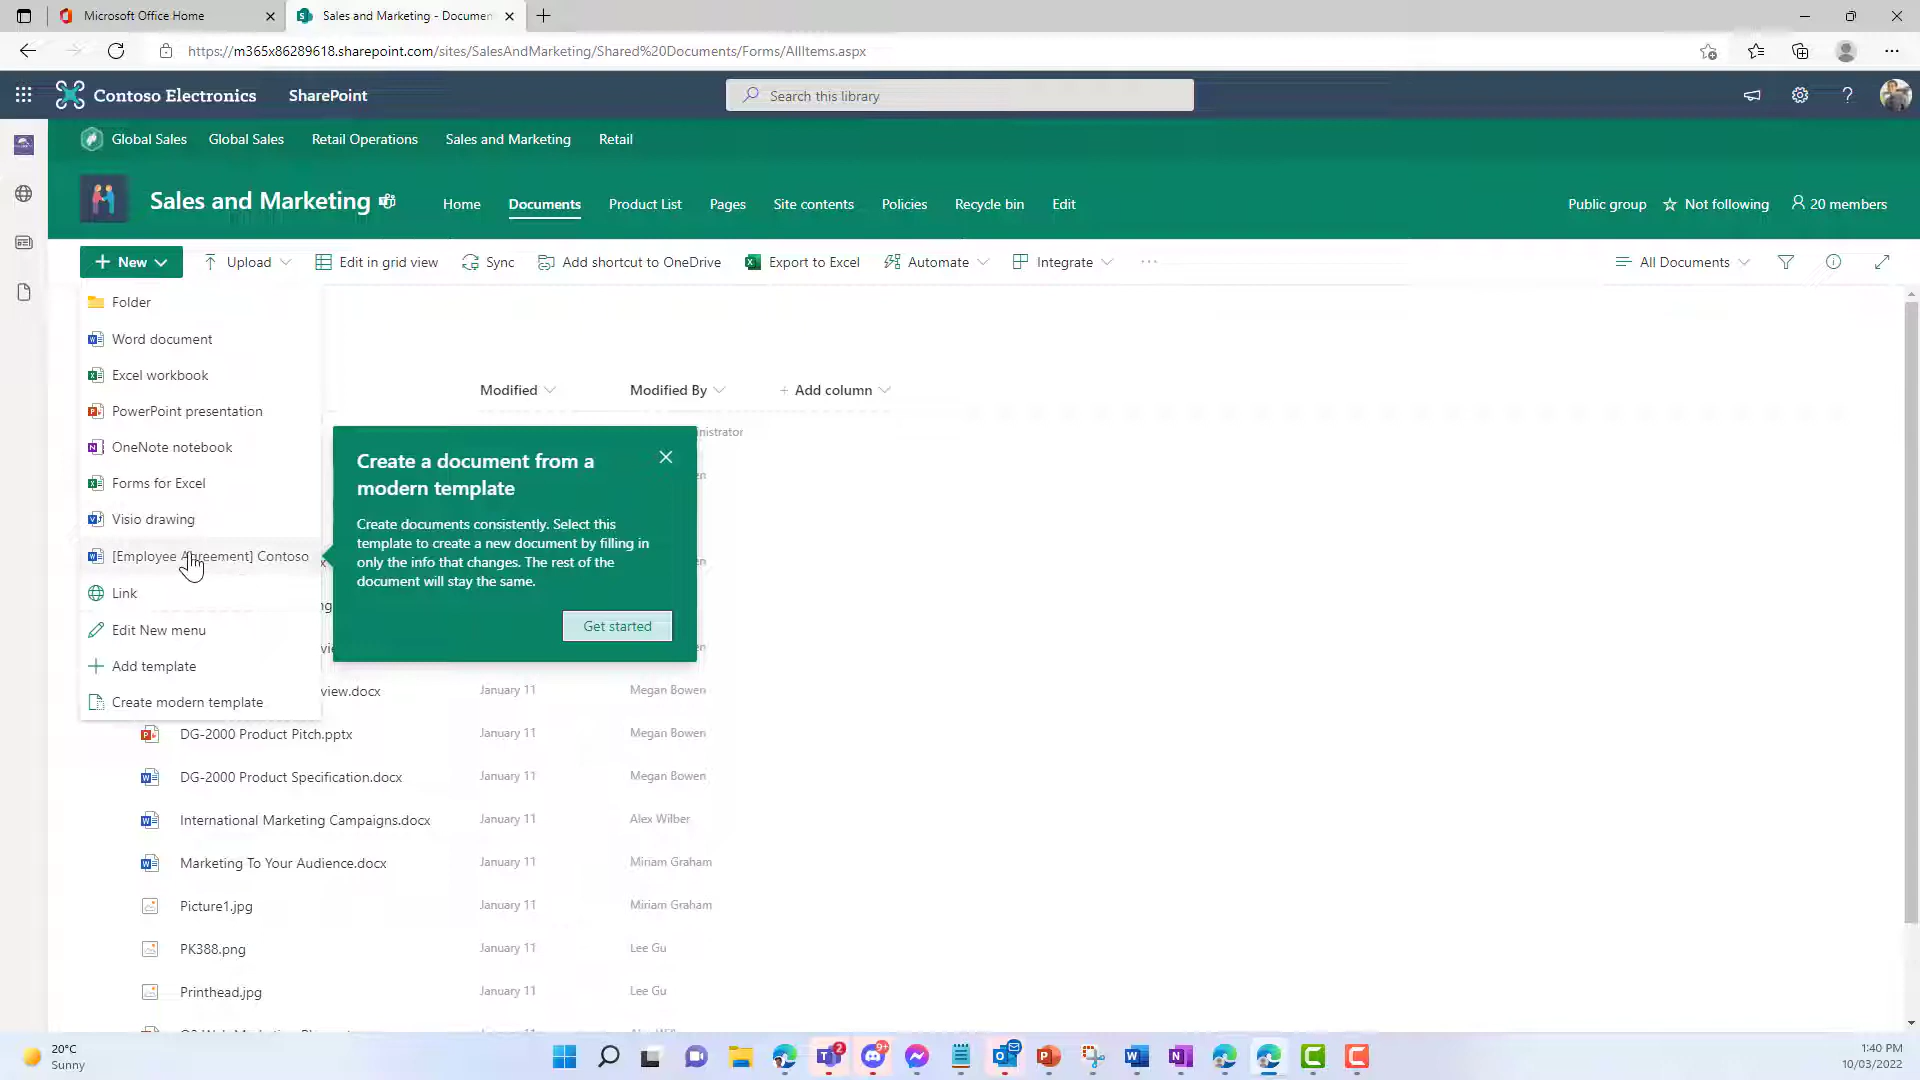 Microsoft Office Home
Sales and Marketing - Documen
https://m365x86289618.sharepoint.com/sites/SalesAndMarketing/Shared%20Documents/Forms/AllItems.aspx
Contoso Electronics
SharePoint
Search this library
Global Sales
Global Sales
Retail Operations
Sales and Marketing
Retail
Sales and Marketing
Home
Documents
Product List
Pages
Site contents
Policies
Recycle bin
Edit
Public group
Not following
20 members
New
Upload
Edit in grid view
Sync
Add shortcut to OneDrive
Export to Excel
Automate
Integrate
All Documents
Folder
Word document
Excel workbook
PowerPoint presentation
OneNote notebook
Forms for Excel
Visio drawing
[Employee Agreement] Contoso
Link
Edit New menu
Add template
Create modern template
Modified
Modified By
Add column
inistrator
Create a document from a
modern template
Create documents consistently. Select this
template to create a new document by filling in
only the info that changes. The rest of the
document will stay the same.
Get started
view.docx January 11 Megan Bowen
DG-2000 Product Pitch.pptx January 11 Megan Bowen
DG-2000 Product Specification.docx January 11 Megan Bowen
International Marketing Campaigns.docx January 11 Alex Wilber
Marketing To Your Audience.docx January 11 Miriam Graham
Picture1.jpg January 11 Miriam Graham
PK388.png January 11 Lee Gu
Printhead.jpg January 11 Lee Gu
20°C
Sunny
2
9+
1:40 PM
10/03/2022